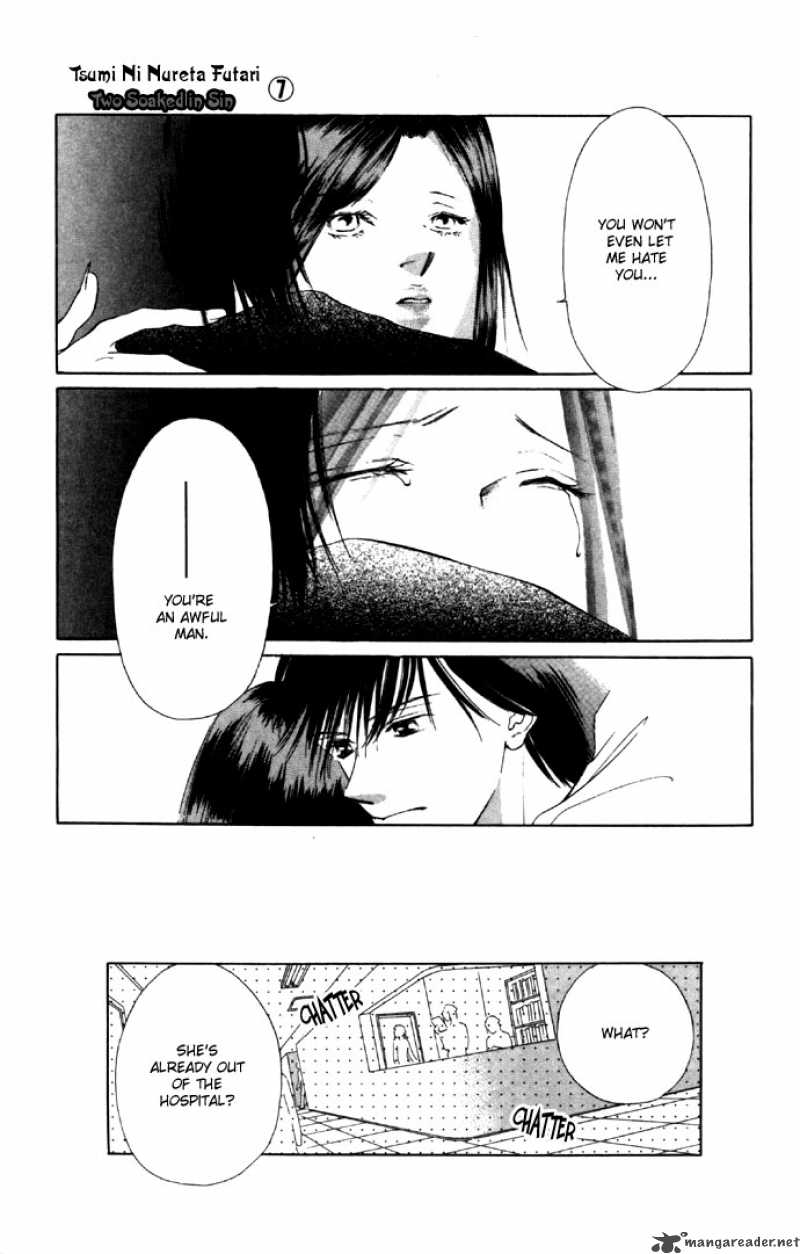 Tsumi Ni Nureta Futari
Two Soaked in Sin
7
YOU WON'T
EVEN LET
ME HATE
YOU...
YOU'RE
AN AWFUL
MAN.
WHAT?
CHATTER
SHE'S
ALREADY OUT
OF THE
HOSPITAL?
CHATTER
mangareader.net